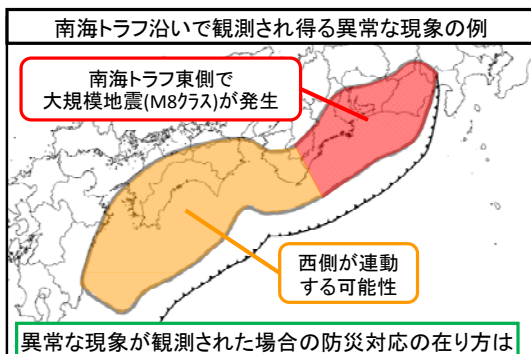 南海トラフ沿いで観測され得る異常な現象の例
南海トラフ東側で
大規模地震(M8ｸﾗｽ)が発生
西側が連動
する可能性
異常な現象が観測された場合の防災対応の在り方は